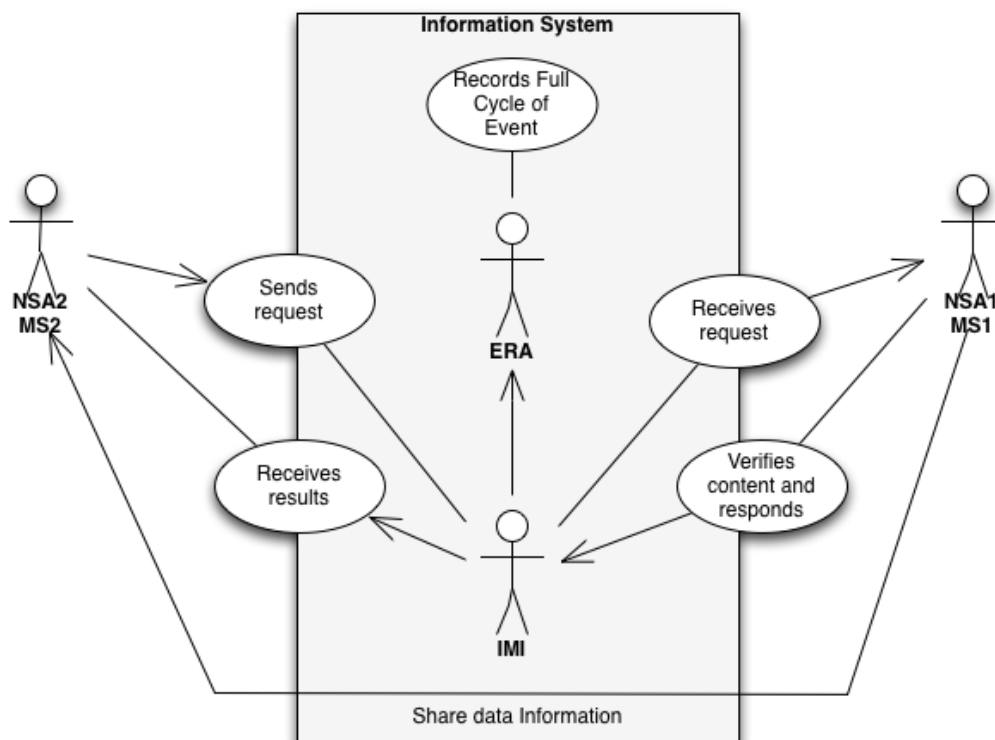 Information System
Records Full
Cycle of
Event
NSA2
MS2
Sends
request
ERA
Receives
request
NSA1
MS1
Receives
results
Verifies
content and
responds
IMI
Share data Information